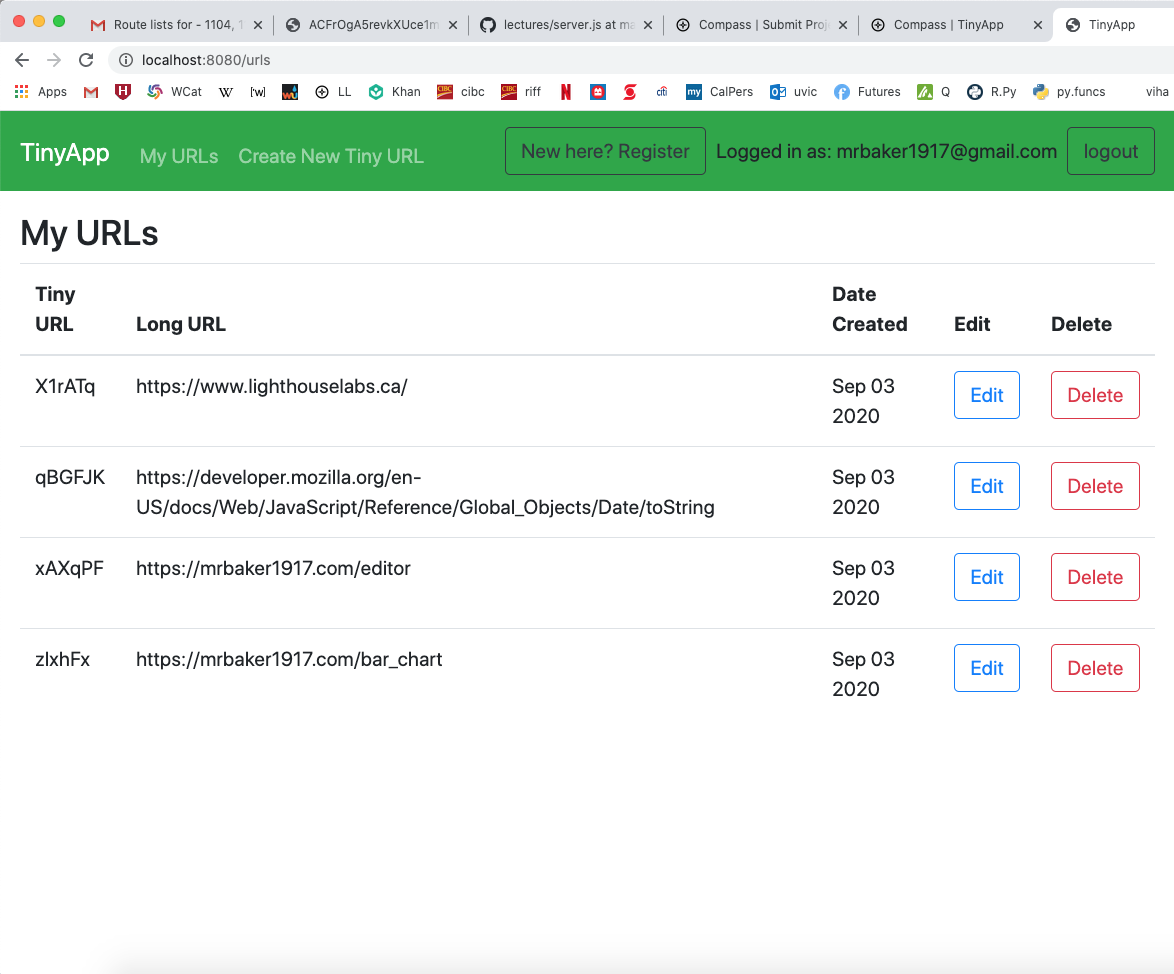 Route lists for - 1104, 1
ACFrOgA5revkXUce1m
lectures/server.js at ma
Compass | Submit Proj
Compass | TinyApp
TinyApp
localhost:8080/urls
Apps
WCat
W
[w]
LL
Khan
CIBC cibc
CIBC riff
citi
my CalPers
uvic
Futures
Q
R.Py
py.funcs
viha
TinyApp My URLs Create New Tiny URL New here? Register Logged in as: mrbaker1917@gmail.com logout
My URLs
Tiny
URL
Long URL
Date
Created
Edit
Delete
X1rATq
https://www.lighthouselabs.ca/
Sep 03
2020
Edit
Delete
qBGFJK
https://developer.mozilla.org/en-
US/docs/Web/JavaScript/Reference/Global_Objects/Date/toString
Sep 03
2020
Edit
Delete
xAXqPF
https://mrbaker1917.com/editor
Sep 03
2020
Edit
Delete
https://mrbaker1917.com/bar_chart
Sep 03
2020
Edit
Delete